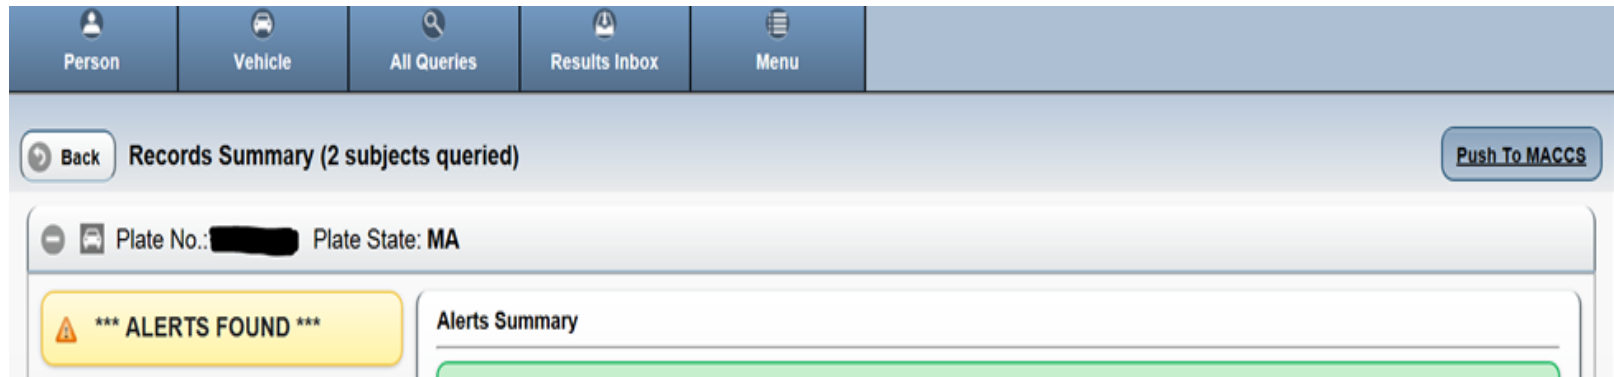 Person Vehicle All Queries Results Inbox Menu
Back Records Summary (2 subjects queried) Push To MACCS
Plate No.: Plate State: MA
*** ALERTS FOUND *** Alerts Summary